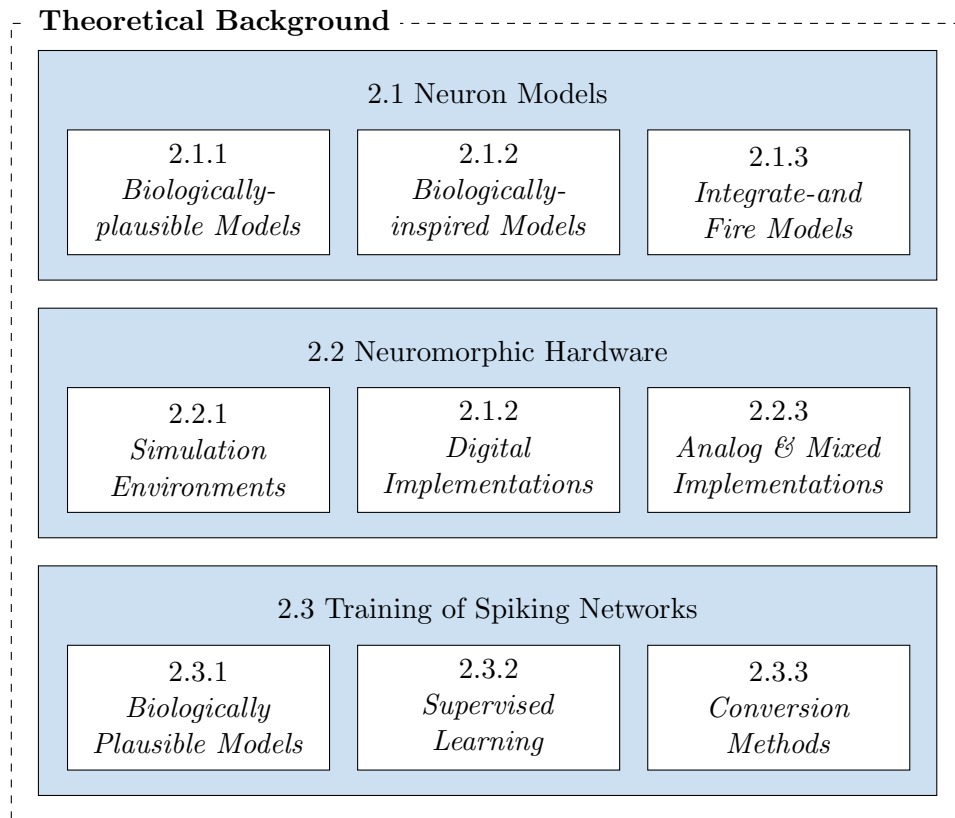 Theoretical Background
2.1 Neuron Models
2.1.1
Biologically-
plausible Models
2.1.2
Biologically-
inspired Models
2.1.3
Integrate-and
Fire Models
2.2 Neuromorphic Hardware
2.2.1
Simulation
Environments
2.1.2
Digital
Implementations
2.2.3
Analog & Mixed
Implementations
2.3 Training of Spiking Networks
2.3.1
Biologically
Plausible Models
2.3.2
Supervised
Learning
2.3.3
Conversion
Methods